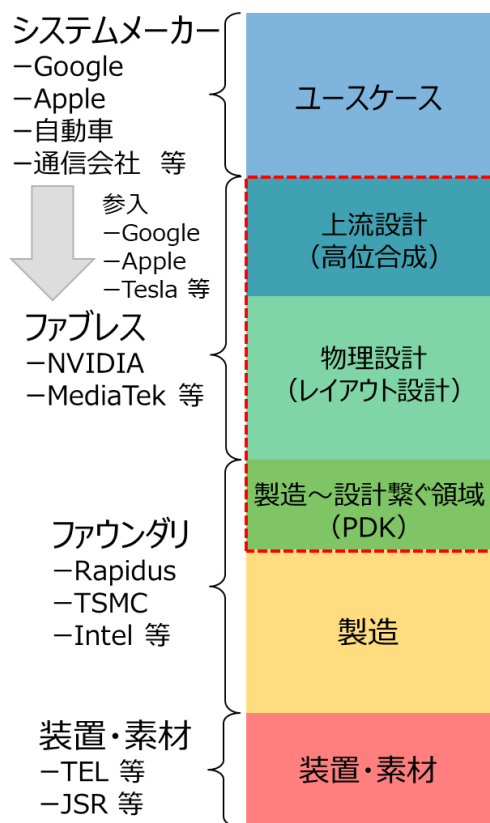 システムメーカー
−Google
−Apple
−自動車
−通信会社 等
参入
−Google
−Apple
−Tesla 等
ファブレス
−NVIDIA
−MediaTek 等
ファウンダリ
−Rapidus
−TSMC
−Intel 等
装置・素材
−TEL 等
−JSR 等
ユースケース
上流設計
（高位合成）
物理設計
（レイアウト設計）
製造～設計繋ぐ領域
（PDK）
製造
装置・素材